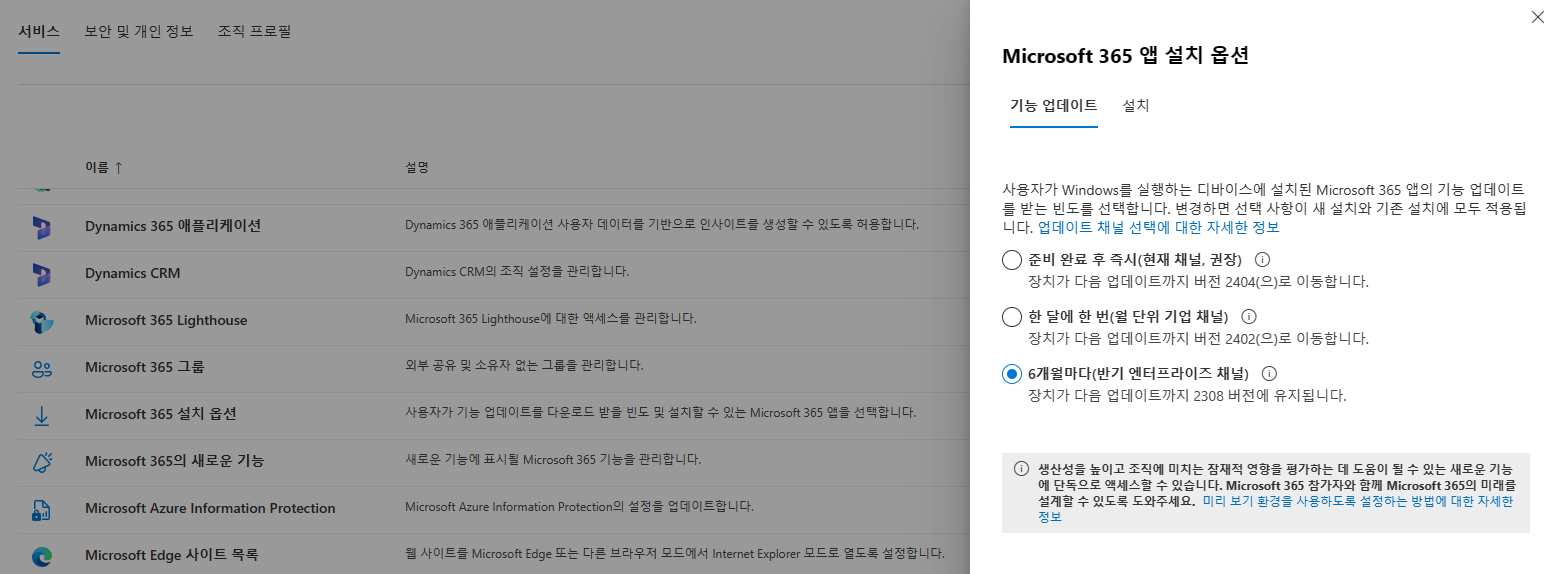 서비스 보안 및 개인 정보 조직 프로필
이름 ↑ 설명
Dynamics 365 애플리케이션 Dynamics 365 애플리케이션 사용자 데이터를 기반으로 인사이트를 생성할 수 있도록 허용합니다.
Dynamics CRM Dynamics CRM의 조직 설정을 관리합니다.
Microsoft 365 Lighthouse Microsoft 365 Lighthouse에 대한 액세스를 관리합니다.
Microsoft 365 그룹 외부 공유 및 소유자 없는 그룹을 관리합니다.
Microsoft 365 설치 옵션 사용자가 기능 업데이트를 다운로드 받을 빈도 및 설치할 수 있는 Microsoft 365 앱을 선택합니다.
Microsoft 365의 새로운 기능 새로운 기능에 표시될 Microsoft 365 기능을 관리합니다.
Microsoft Azure Information Protection Microsoft Azure Information Protection의 설정을 업데이트합니다.
Microsoft Edge 사이트 목록 웹 사이트를 Microsoft Edge 또는 다른 브라우저 모드에서 Internet Explorer 모드로 열도록 설정합니다.
Microsoft 365 앱 설치 옵션
기능 업데이트 설치
사용자가 Windows를 실행하는 디바이스에 설치된 Microsoft 365 앱의 기능 업데이트
를 받는 빈도를 선택합니다. 변경하면 선택 사항이 새 설치와 기존 설치에 모두 적용됩
니다. 업데이트 채널 선택에 대한 자세한 정보
준비 완료 후 즉시(현재 채널, 권장)
장치가 다음 업데이트까지 버전 2404(으)로 이동합니다.
한 달에 한 번(월 단위 기업 채널)
장치가 다음 업데이트까지 버전 2402(으)로 이동합니다.
6개월마다(반기 엔터프라이즈 채널)
장치가 다음 업데이트까지 2308 버전에 유지됩니다.
생산성을 높이고 조직에 미치는 잠재적 영향을 평가하는 데 도움이 될 수 있는 새로운 기능
에 단독으로 액세스할 수 있습니다. Microsoft 365 참가자와 함께 Microsoft 365의 미래를
설계할 수 있도록 도와주세요. 미리 보기 환경을 사용하도록 설정하는 방법에 대한 자세한
정보